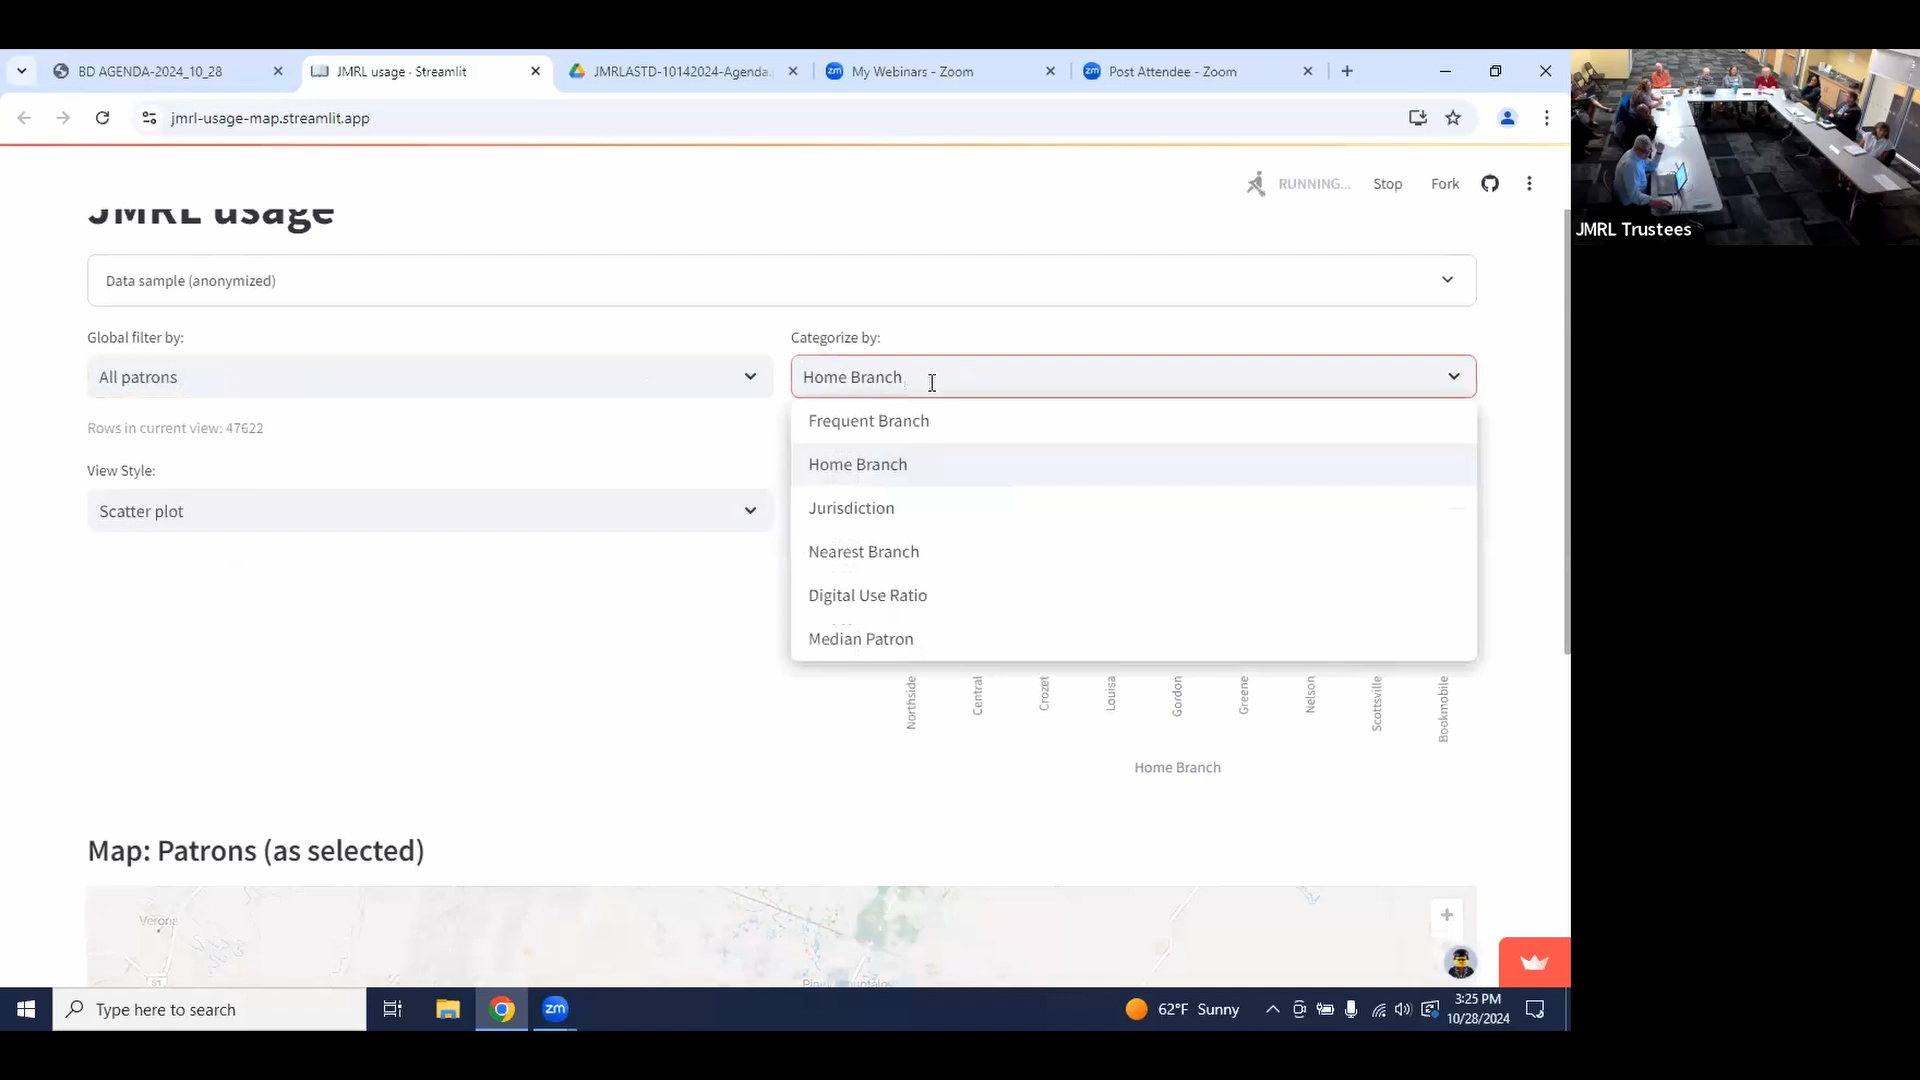 BD AGENDA-2024_10_28
JMRL usage · Streamlit
JMRLASTD-10142024-Agenda.
My Webinars - Zoom
Post Attendee - Zoom
jmrl-usage-map.streamlit.app
RUNNING...
Stop
Fork
JMRL usage
Data sample (anonymized)
Global filter by:
All patrons
Rows in current view: 47622
View Style:
Scatter plot
Categorize by:
Home Branch
Frequent Branch
Home Branch
Jurisdiction
Nearest Branch
Digital Use Ratio
Median Patron
Northside
Central
Crozet
Louisa
Gordon
Greene
Nelson
Scottsville
Bookmobile
Home Branch
Map: Patrons (as selected)
Verona
81
JMRL Trustees
Type here to search
zm
62°F Sunny
3:25 PM
10/28/2024